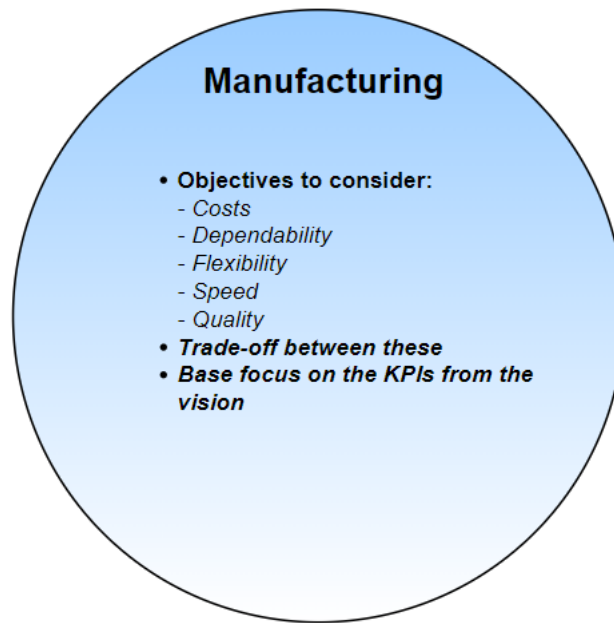 Manufacturing
• Objectives to consider:
- Costs
- Dependability
- Flexibility
- Speed
- Quality
• Trade-off between these
• Base focus on the KPIs from the
vision